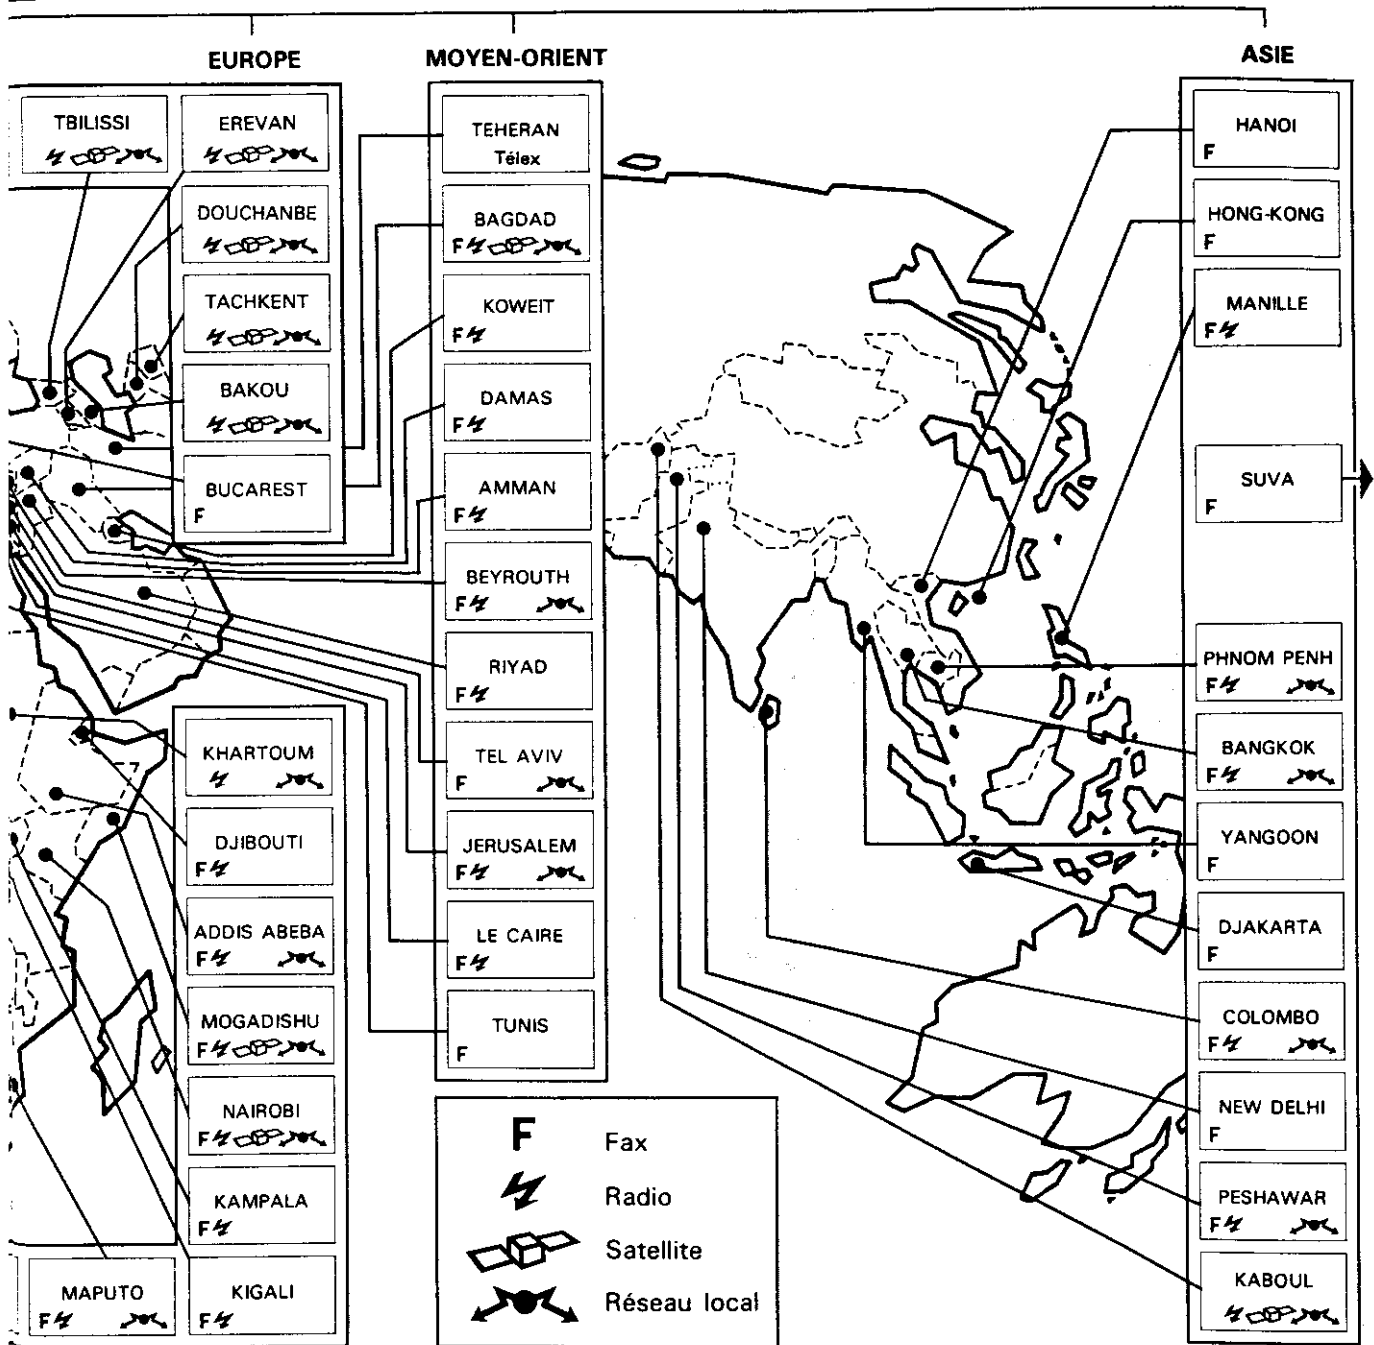 EUROPE
MOYEN-ORIENT
ASIE
TBILISSI
EREVAN
DOUCHANBE
TACHKENT
BAKOU
BUCAREST
F
KHARTOUM
DJIBOUTI
F
ADDIS ABEBA
F
MOGADISHU
F
NAIROBI
F
KAMPALA
F
MAPUTO
F
KIGALI
F
TEHERAN
Télex
BAGDAD
F
KOWEIT
F
DAMAS
F
AMMAN
F
BEYROUTH
F
RIYAD
F
TEL AVIV
F
JERUSALEM
F
LE CAIRE
F
TUNIS
F
F Fax
Radio
Satellite
Réseau local
HANOI
F
HONG-KONG
F
MANILLE
F
SUVA
F
PHNOM PENH
F
BANGKOK
F
YANGOON
F
DJAKARTA
F
COLOMBO
F
NEW DELHI
F
PESHAWAR
F
KABOUL